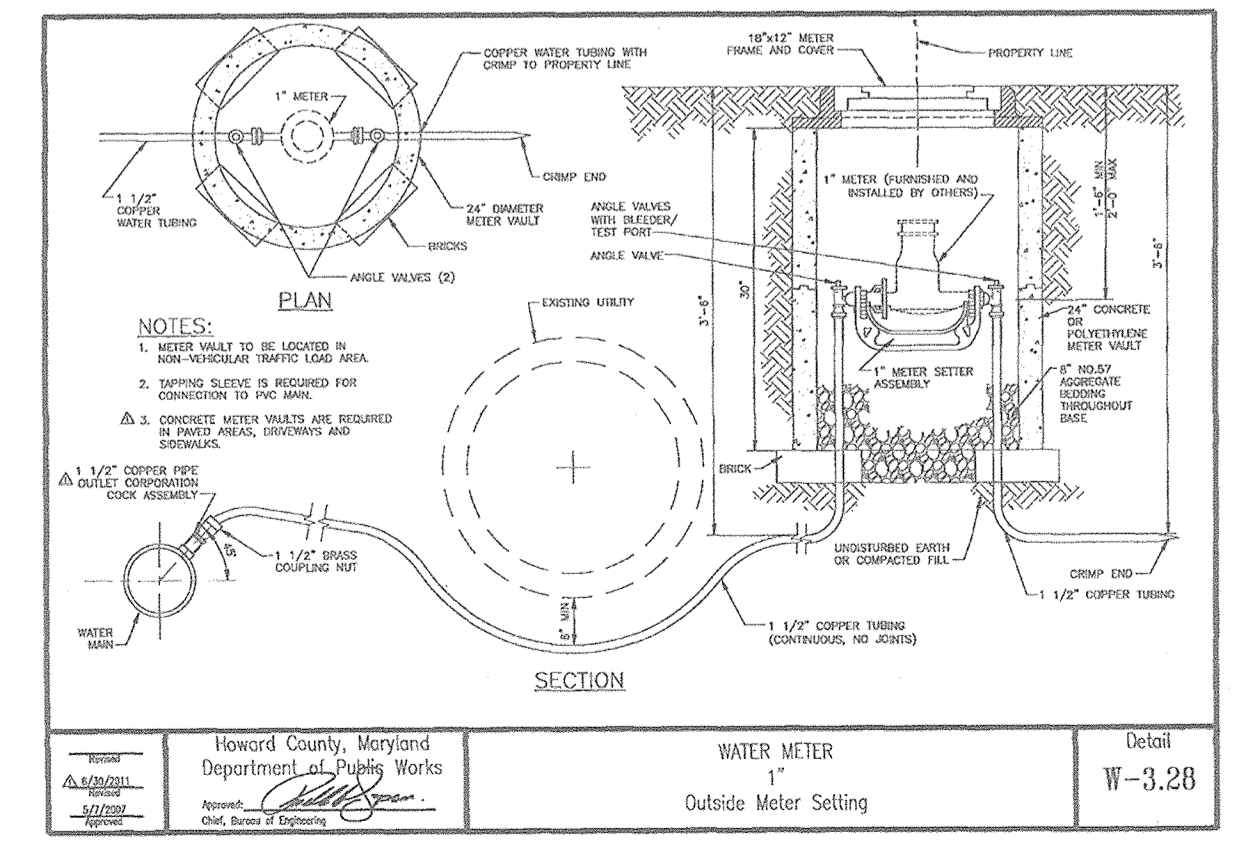 18"x12" METER
FRAME AND COVER
PROPERTY LINE
COPPER WATER TUBING WITH
CRIMP TO PROPERTY LINE
1" METER
CRIMP END
1 1/2"
COPPER
WATER TUBING
24" DIAMETER
METER VAULT
BRICKS
ANGLE VALVES (2)
PLAN
1" METER (FURNISHED AND
INSTALLED BY OTHERS)
ANGLE VALVES
WITH BLEEDER/
TEST PORT
ANGLE VALVE
1'-6" MIN
2'-0" MAX
3'-6"
30"
3'-6"
EXISTING UTILITY
24" CONCRETE
OR
POLYETHYLENE
METER VAULT
1" METER SETTER
ASSEMBLY
8" NO.57
AGGREGATE
BEDDING
THROUGHOUT
BASE
NOTES:
1. METER VAULT TO BE LOCATED IN
NON-VEHICULAR TRAFFIC LOAD AREA.
2. TAPPING SLEEVE IS REQUIRED FOR
CONNECTION TO PVC MAIN.
3. CONCRETE METER VAULTS ARE REQUIRED
IN PAVED AREAS, DRIVEWAYS AND
SIDEWALKS.
1 1/2" COPPER PIPE
OUTLET CORPORATION
COCK ASSEMBLY
BRICK
45°
1 1/2" BRASS
COUPLING NUT
UNDISTURBED EARTH
OR COMPACTED FILL
CRIMP END
1 1/2" COPPER TUBING
6" MIN
WATER
MAIN
1 1/2" COPPER TUBING
(CONTINUOUS, NO JOINTS)
SECTION
Revised
6/30/2011
Revised
5/7/2007
Approved
Howard County, Maryland
Department of Public Works
Approved:
Chief, Bureau of Engineering
WATER METER
1"
Outside Meter Setting
Detail
W-3.28